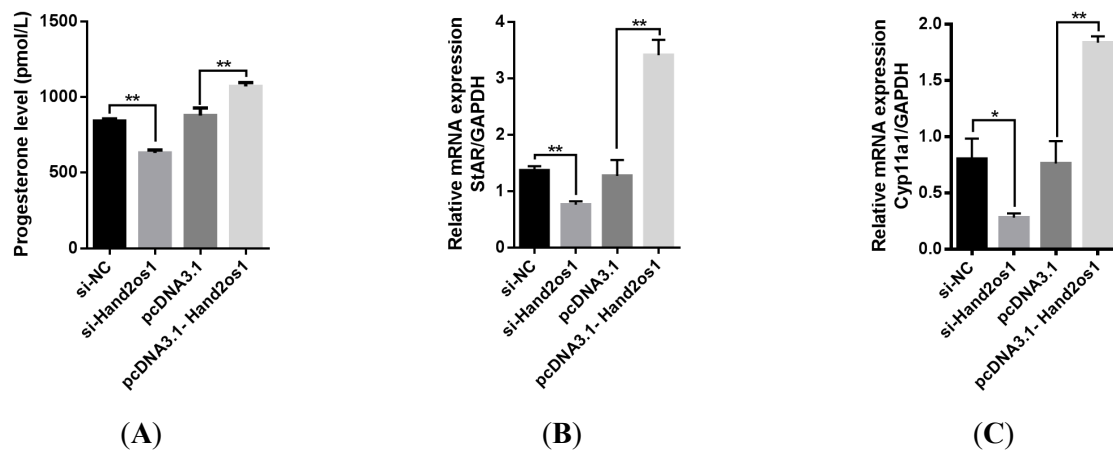 Progesterone level (pmol/L)
1500
1000
500
0
**
**
si-NC
si-Hand2os1
pcDNA3.1
pcDNA3.1- Hand2os1
(A)
Relative mRNA expression
StAR/GAPDH
4
3
2
1
0
**
**
si-NC
si-Hand2os1
pcDNA3.1
pcDNA3.1- Hand2os1
(B)
Relative mRNA expression
Cyp11a1/GAPDH
2.0
1.5
1.0
0.5
0.0
*
**
si-NC
si-Hand2os1
pcDNA3.1
pcDNA3.1- Hand2os1
(C)